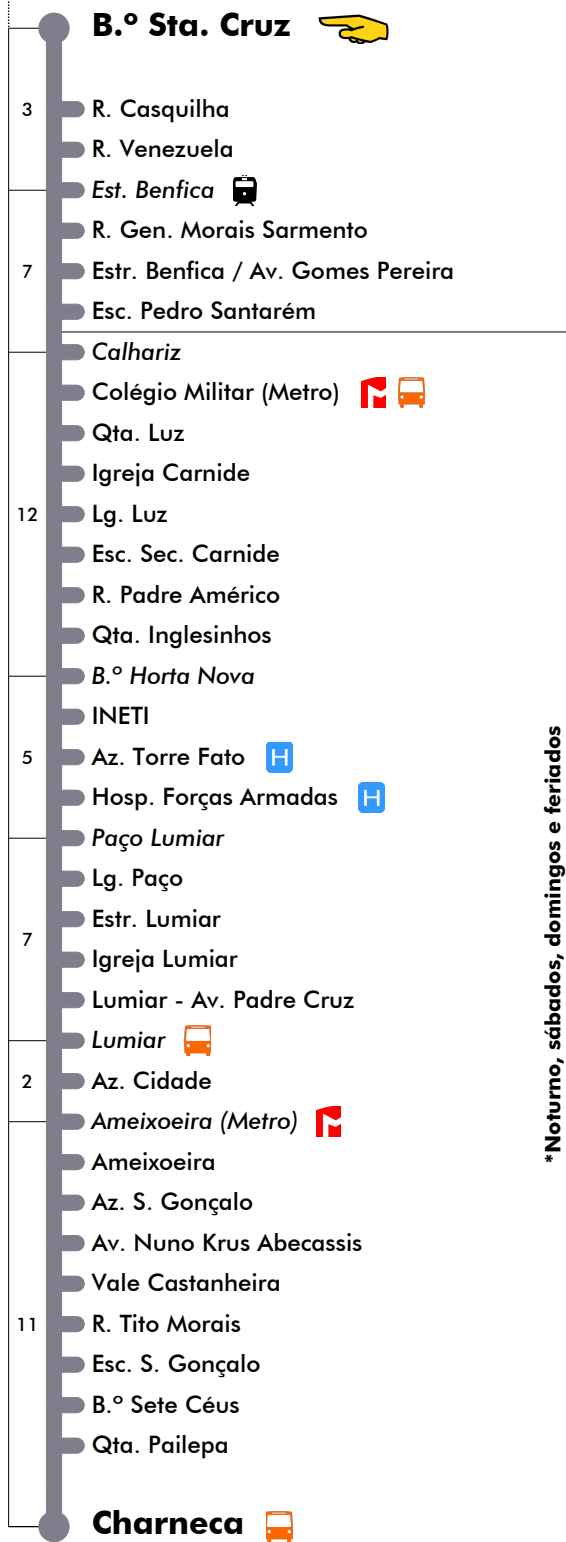 B.º Sta. Cruz
3
R. Casquilha
R. Venezuela
Est. Benfica
R. Gen. Morais Sarmento
7
Estr. Benfica / Av. Gomes Pereira
Esc. Pedro Santarém
Calhariz
Colégio Militar (Metro)
Qta. Luz
Igreja Carnide
12
Lg. Luz
Esc. Sec. Carnide
R. Padre Américo
Qta. Inglesinhos
B.º Horta Nova
INETI
5
Az. Torre Fato H
Hosp. Forças Armadas H
Paço Lumiar
Lg. Paço
Estr. Lumiar
7
Igreja Lumiar
Lumiar - Av. Padre Cruz
Lumiar
2
Az. Cidade
Ameixoeira (Metro)
Ameixoeira
Az. S. Gonçalo
Av. Nuno Krus Abecassis
Vale Castanheira
11
R. Tito Morais
Esc. S. Gonçalo
B.º Sete Céus
Qta. Pailepa
Charneca
*Noturno, sábados, domingos e feriados